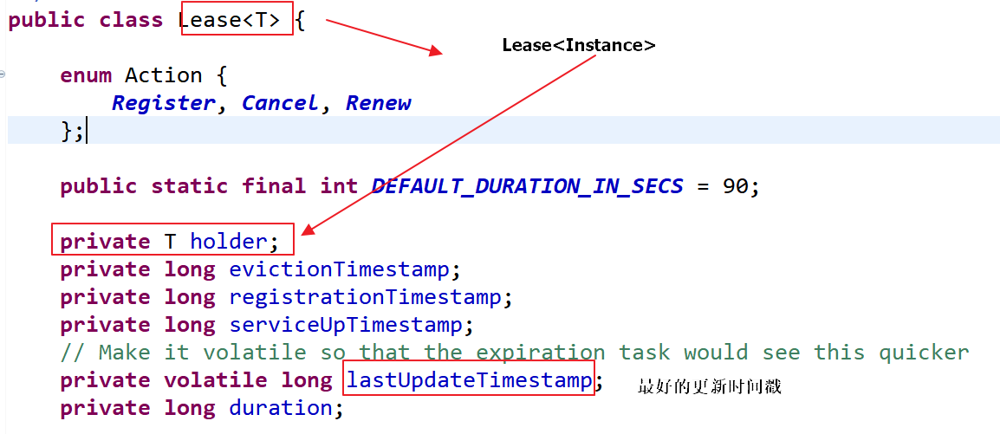 public class Lease<T> {
Lease<Instance>
enum Action {
Register, Cancel, Renew
};
public static final int DEFAULT_DURATION_IN_SECS = 90;
private T holder;
private long evictionTimestamp;
private long registrationTimestamp;
private long serviceUpTimestamp;
// Make it volatile so that the expiration task would see this quicker
private volatile long lastUpdateTimestamp; 最好的更新时间戳
private long duration;